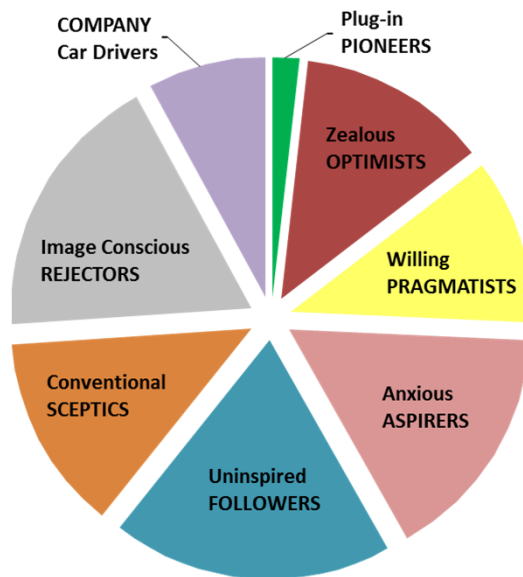 Plug-in
PIONEERS
Zealous
OPTIMISTS
Willing
PRAGMATISTS
Anxious
ASPIRERS
Uninspired
FOLLOWERS
Conventional
SCEPTICS
Image Conscious
REJECTORS
COMPANY
Car Drivers